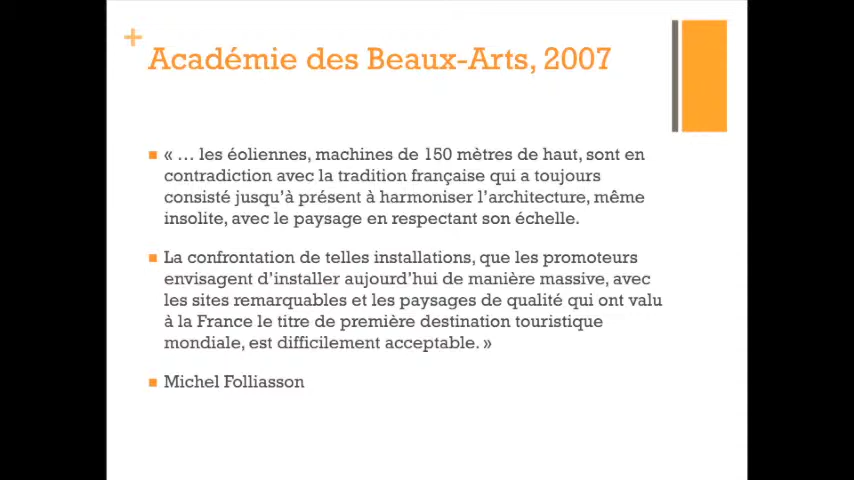 Académie des Beaux-Arts, 2007
« … les éoliennes, machines de 150 mètres de haut, sont en
contradiction avec la tradition française qui a toujours
consisté jusqu'à présent à harmoniser l'architecture, même
insolite, avec le paysage en respectant son échelle.
La confrontation de telles installations, que les promoteurs
envisagent d'installer aujourd'hui de manière massive, avec
les sites remarquables et les paysages de qualité qui ont valu
à la France le titre de première destination touristique
mondiale, est difficilement acceptable. »
Michel Folliasson